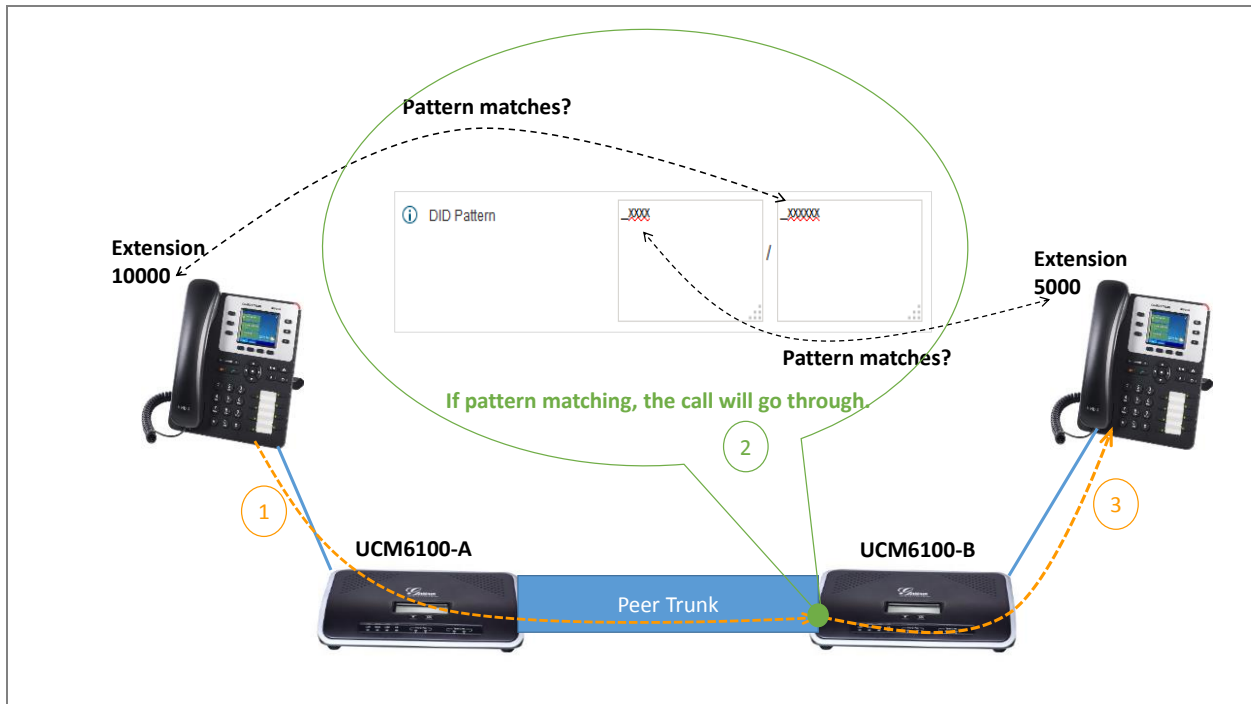 Pattern matches?
DID Pattern
_XXXX
/
_XXXXXX
Extension
10000
Extension
5000
Pattern matches?
If pattern matching, the call will go through.
2
1
3
UCM6100-A
UCM6100-B
Peer Trunk